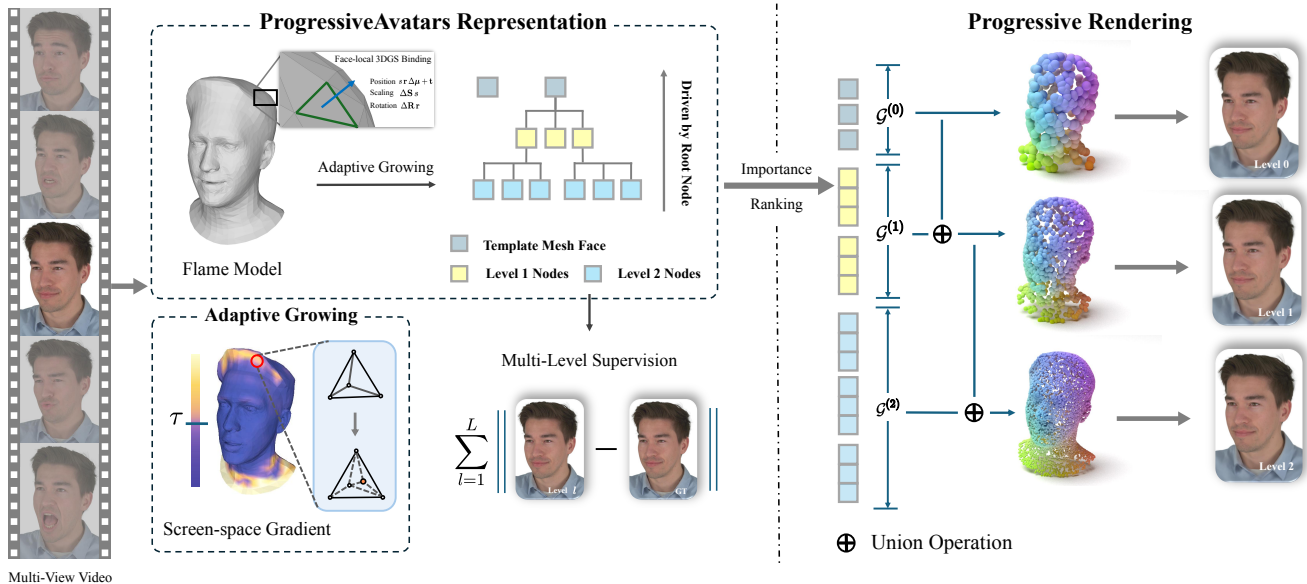 ProgressiveAvatars Representation
Face-local 3DGS Binding
Position s r Δμ + t
Scaling ΔS s
Rotation ΔR r
Adaptive Growing
Driven by Root Node
Flame Model
Template Mesh Face
Level 1 Nodes
Level 2 Nodes
Adaptive Growing
τ
Screen-space Gradient
Multi-View Video
Multi-Level Supervision
L
∑
l=1
Level l
GT
Importance
Ranking
Progressive Rendering
𝒢(0)
Level 0
𝒢(1)
Level 1
𝒢(2)
Level 2
Union Operation